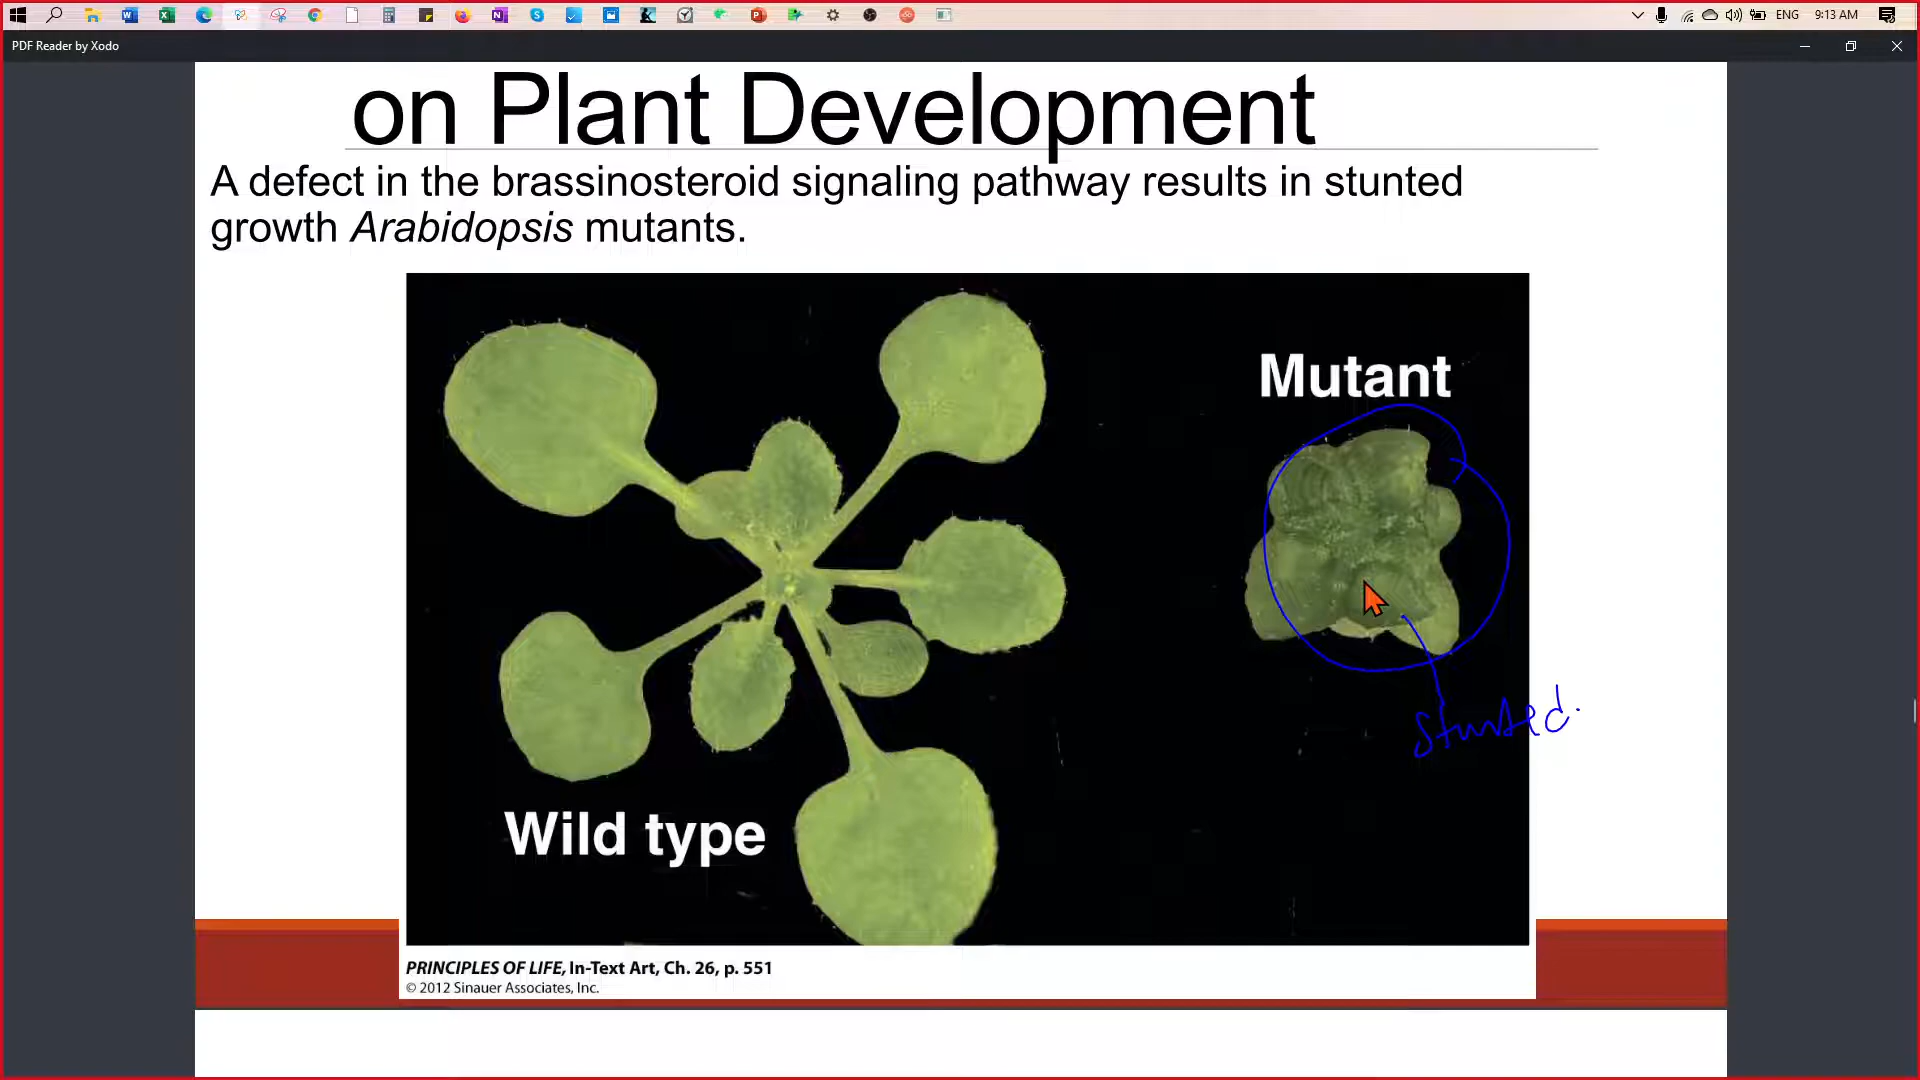 ENG
9:13 AM
PDF Reader by Xodo
on Plant Development
A defect in the brassinosteroid signaling pathway results in stunted
growth Arabidopsis mutants.
Mutant
stunted.
Wild type
PRINCIPLES OF LIFE, In-Text Art, Ch. 26, p. 551
© 2012 Sinauer Associates, Inc.